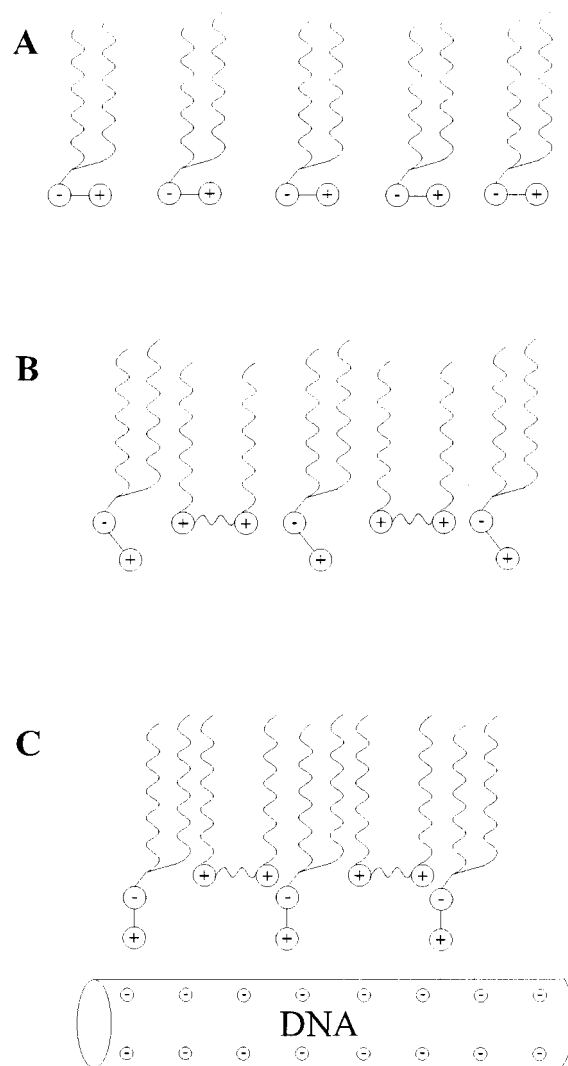 A
- + - + - + - + - +
B
- + + - + + -
+ + +
C
+ + + +
- - -
+ + +
- - - - - - - -
DNA
- - - - - - - -